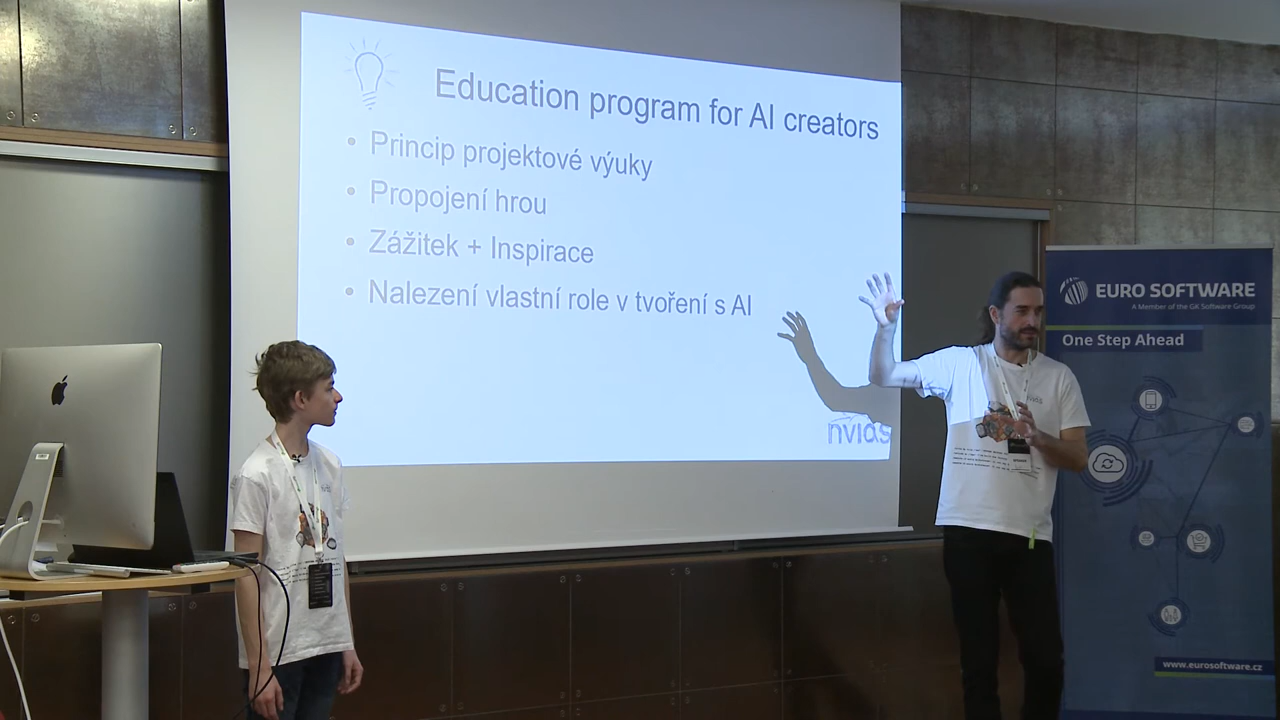 Education program for AI creators
• Princip projektové výuky
• Propojení hrou
• Zážitek + Inspirace
• Nalezení vlastní role v tvoření s AI
nvias
EURO SOFTWARE
A Member of the GK Software Group
One Step Ahead
www.eurosoftware.cz